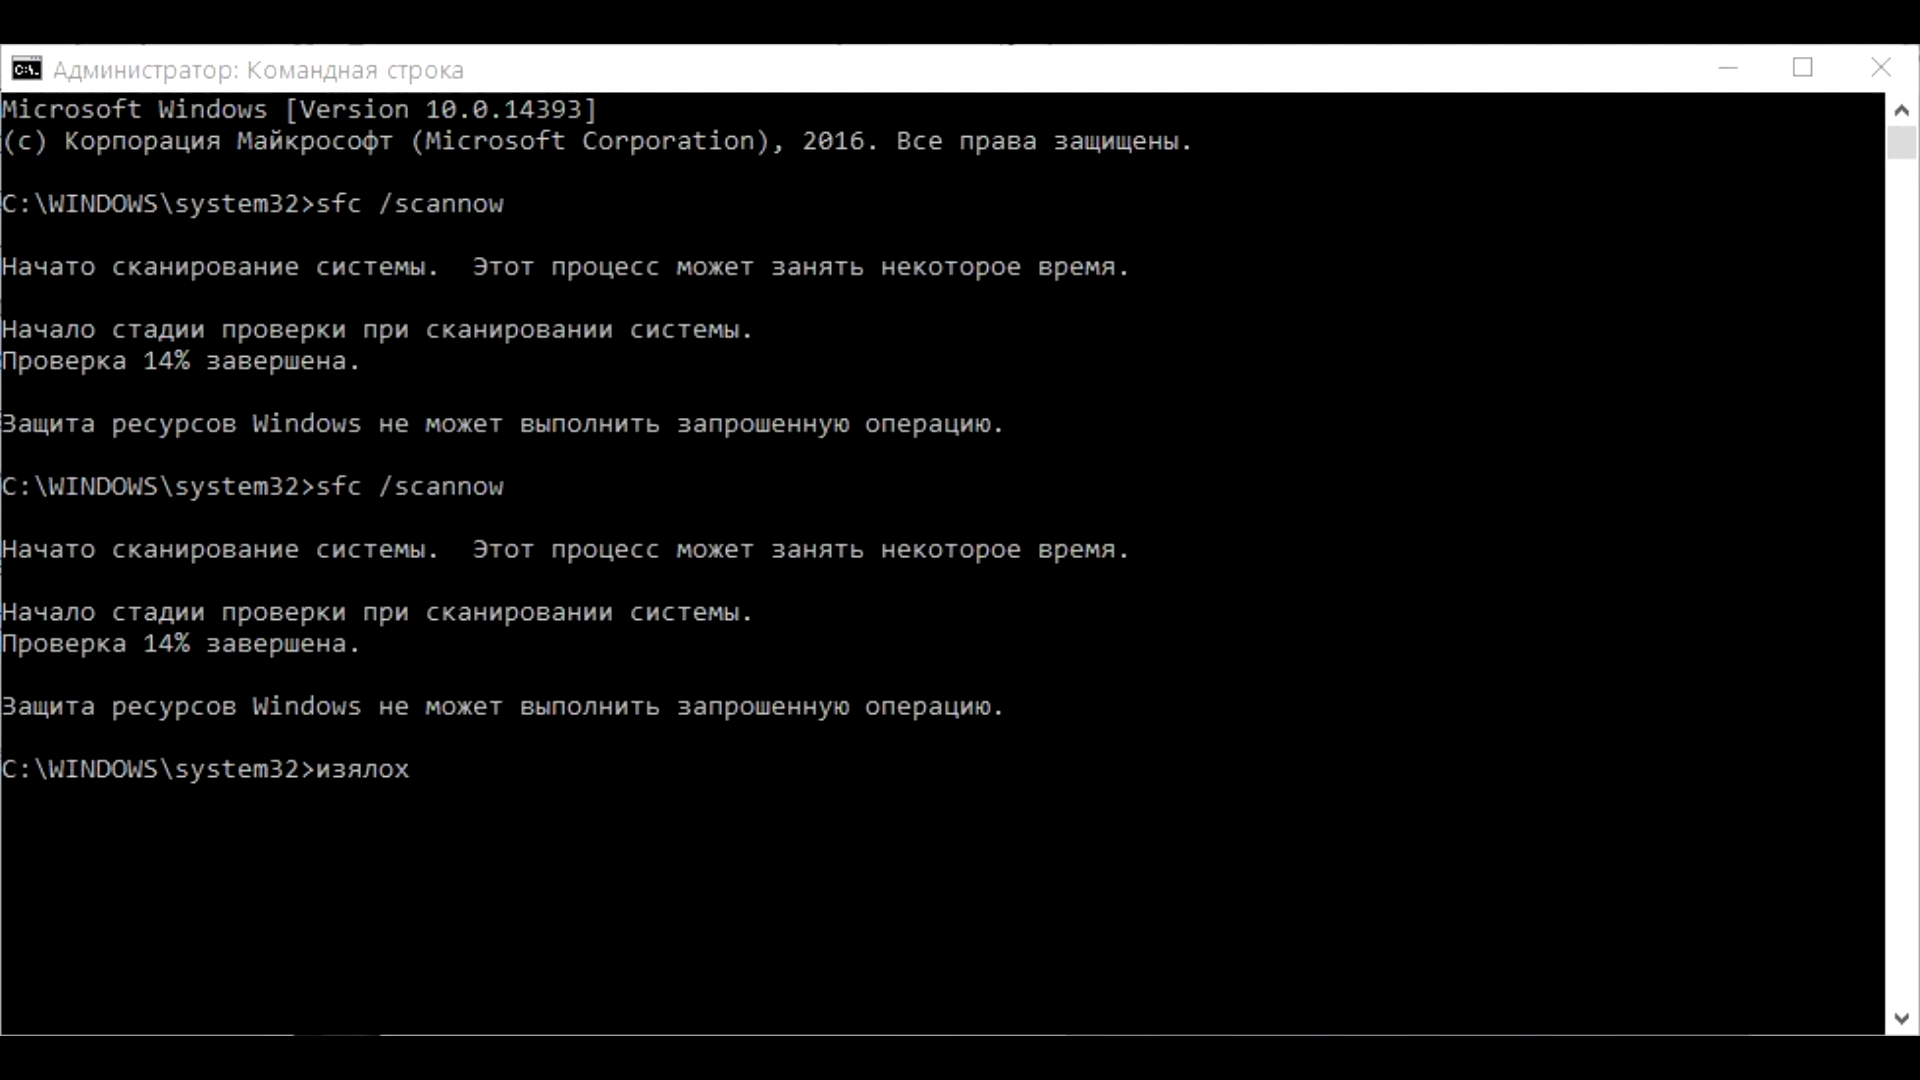 Администратор: Командная строка
Microsoft Windows [Version 10.0.14393]
(c) Корпорация Майкрософт (Microsoft Corporation), 2016. Все права защищены.
C:\WINDOWS\system32>sfc /scannow
Начато сканирование системы.  Этот процесс может занять некоторое время.
Начало стадии проверки при сканировании системы.
Проверка 14% завершена.
Защита ресурсов Windows не может выполнить запрошенную операцию.
C:\WINDOWS\system32>sfc /scannow
Начато сканирование системы.  Этот процесс может занять некоторое время.
Начало стадии проверки при сканировании системы.
Проверка 14% завершена.
Защита ресурсов Windows не может выполнить запрошенную операцию.
C:\WINDOWS\system32>изялох